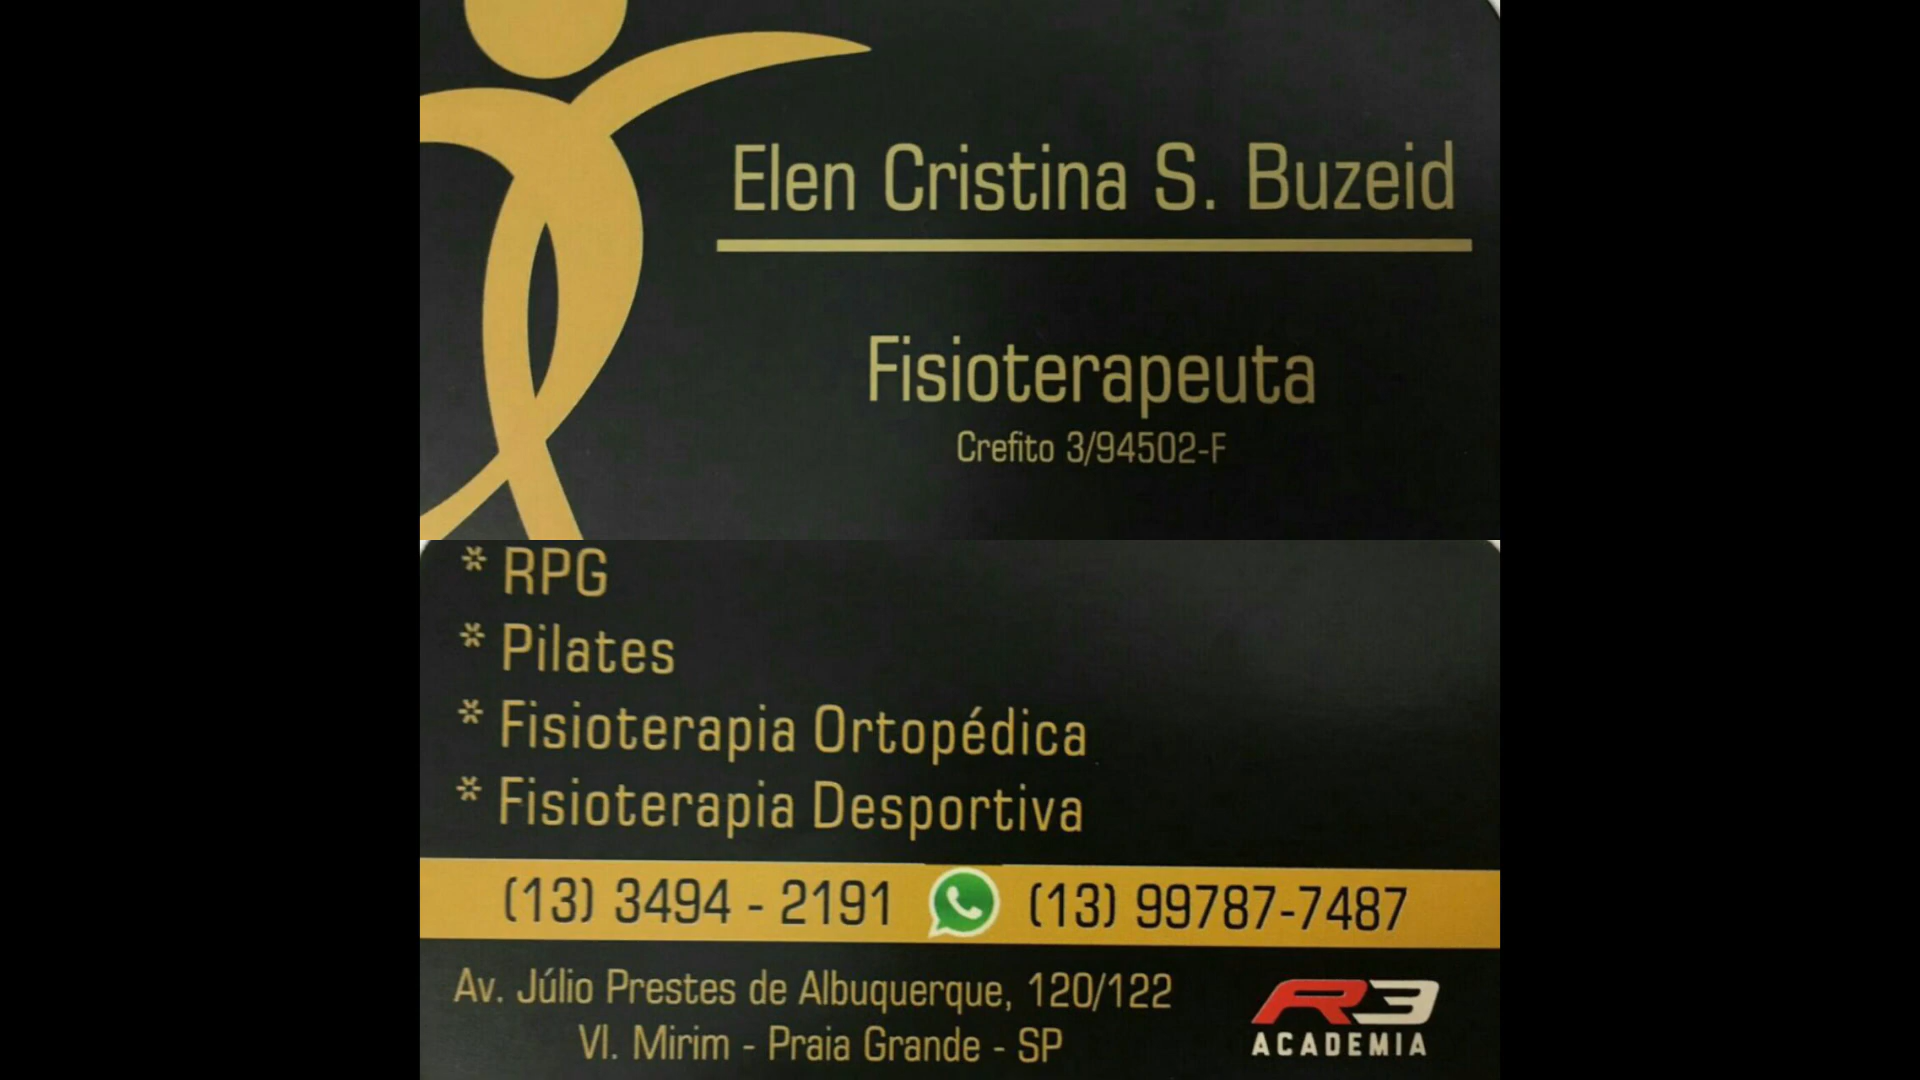 Elen Cristina S. Buzeid
Fisioterapeuta
Crefito 3/94502-F
* RPG
* Pilates
* Fisioterapia Ortopédica
* Fisioterapia Desportiva
(13) 3494 - 2191 (13) 99787-7487
Av. Júlio Prestes de Albuquerque, 120/122
Vl. Mirim - Praia Grande - SP
R3
ACADEMIA